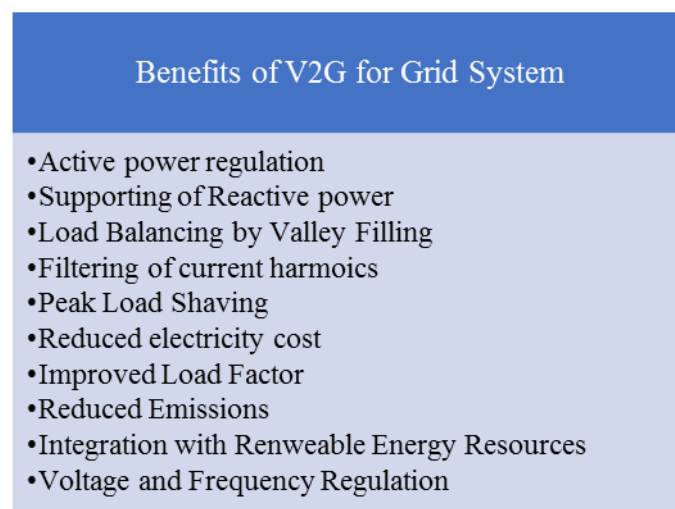 Benefits of V2G for Grid System
•Active power regulation
•Supporting of Reactive power
•Load Balancing by Valley Filling
•Filtering of current harmoics
•Peak Load Shaving
•Reduced electricity cost
•Improved Load Factor
•Reduced Emissions
•Integration with Renweable Energy Resources
•Voltage and Frequency Regulation